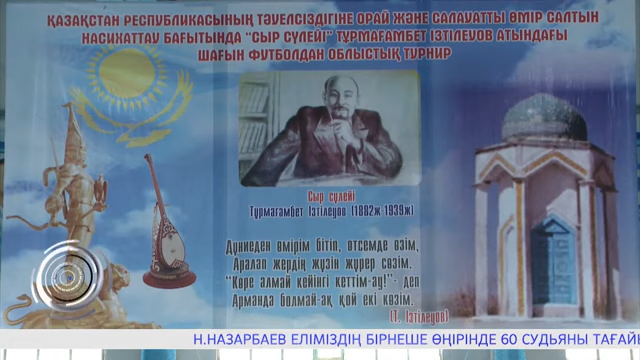 ҚАЗАҚСТАН РЕСПУБЛИКАСЫНЫҢ ТӘУЕЛСІЗДІГІНЕ ОРАЙ ЖӘНЕ САЛАУАТТЫ ӨМІР САЛТЫН
НАСИХАТТАУ БАҒЫТЫНДА "СЫР СҮЛЕЙІ" ТҰРМАҒАМБЕТ ІЗТІЛЕУОВ АТЫНДАҒЫ
ШАҒЫН ФУТБОЛДАН ОБЛЫСТЫҚ ТУРНИР
Сыр сүлейі
Тұрмағамбет Ізтілеуов (1882ж-1939ж)
Дүниеден өмірім бітіп, өтсемде өзім,
Аралап жердің жүзін жүрер сөзім.
"Көре алмай кейінгі кеттім-ау!"- деп
Арманда болмай-ақ қой екі көзім.
(Т. Ізтілеуов)
Н.НАЗАРБАЕВ ЕЛІМІЗДІҢ БІРНЕШЕ ӨҢІРІНДЕ 60 СУДЬЯНЫ ТАҒАЙ